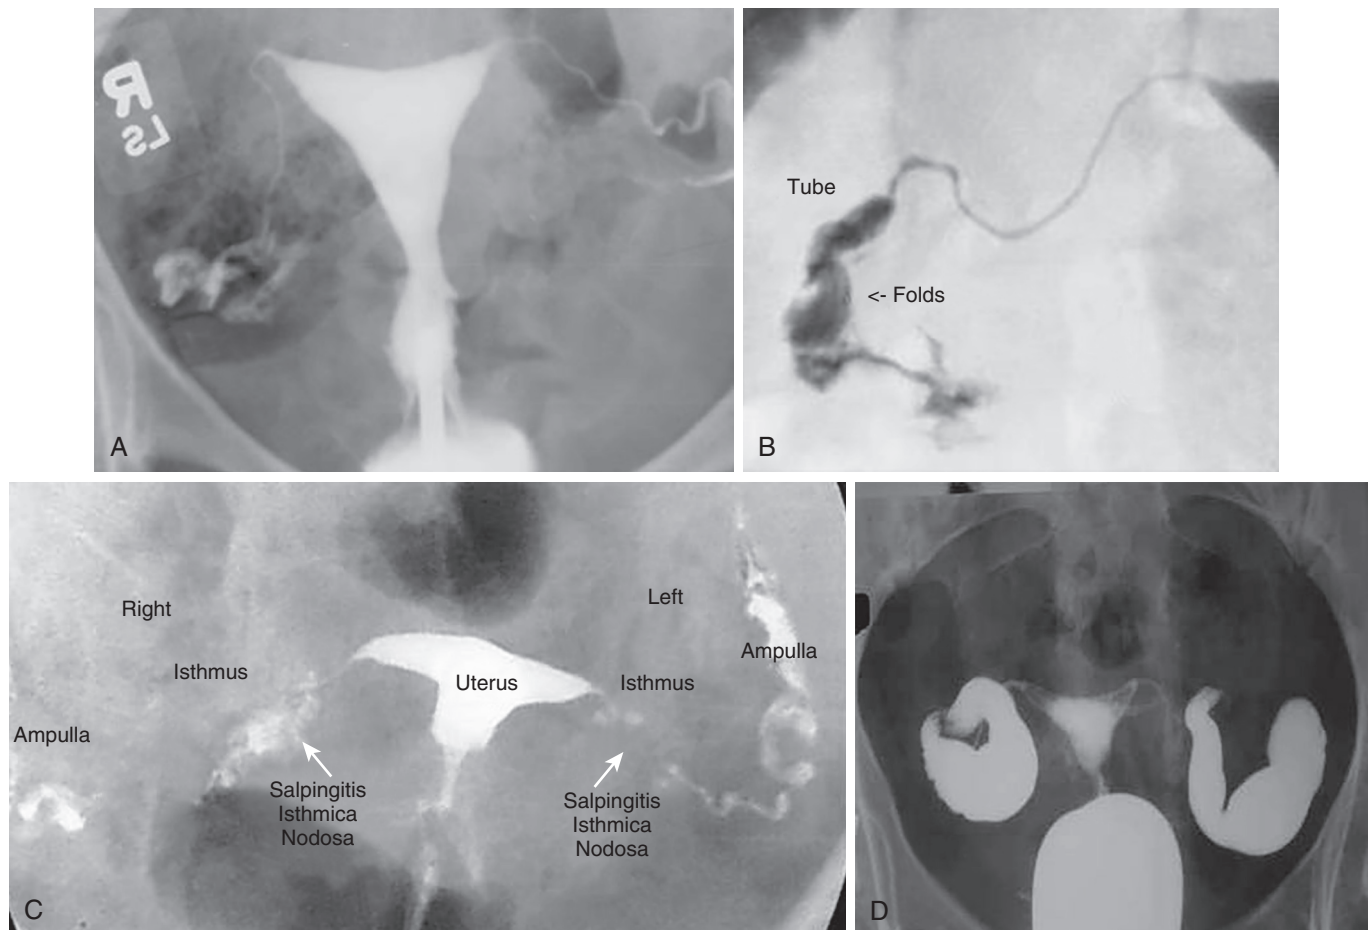 R
LS
A
Tube
<- Folds
B
Right
Left
Isthmus
Uterus
Isthmus
Ampulla
Ampulla
Salpingitis
Isthmica
Nodosa
Salpingitis
Isthmica
Nodosa
C
D